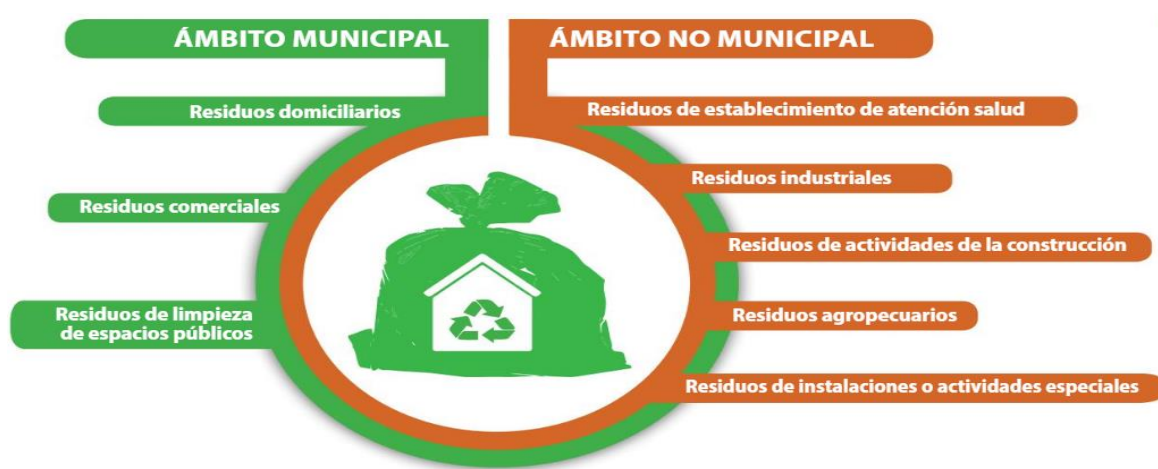 ÁMBITO MUNICIPAL
Residuos domiciliarios
Residuos comerciales
Residuos de limpieza
de espacios públicos
ÁMBITO NO MUNICIPAL
Residuos de establecimiento de atención salud
Residuos industriales
Residuos de actividades de la construcción
Residuos agropecuarios
Residuos de instalaciones o actividades especiales